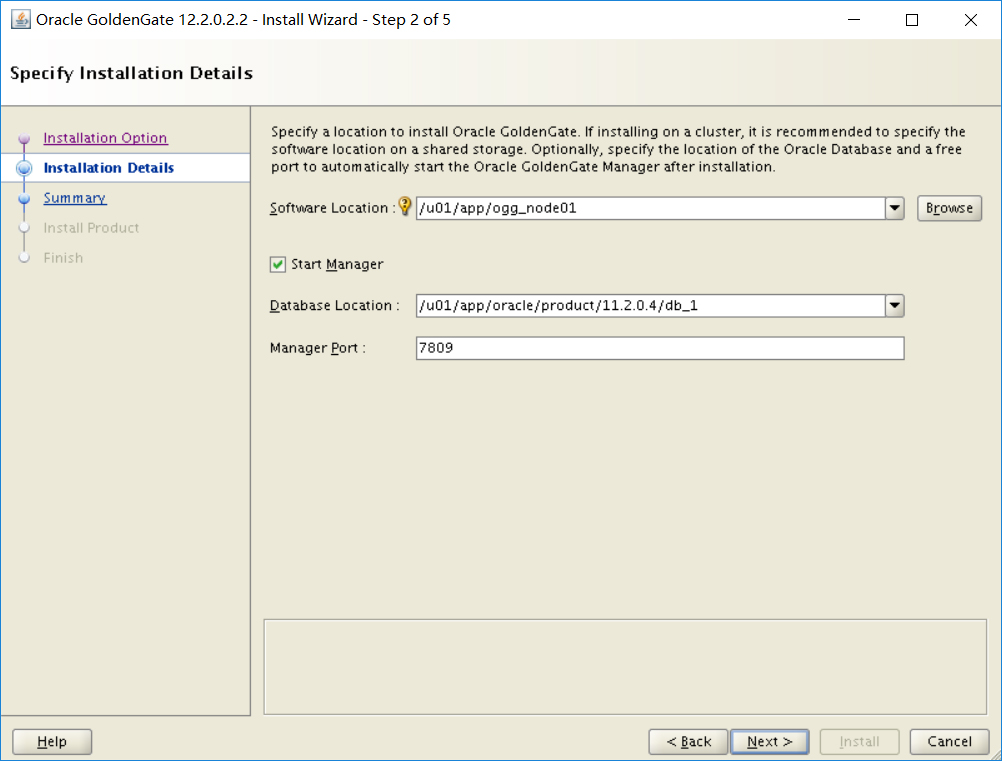 Oracle GoldenGate 12.2.0.2.2 - Install Wizard - Step 2 of 5
Specify Installation Details
Installation Option
Installation Details
Summary
Install Product
Finish
Specify a location to install Oracle GoldenGate. If installing on a cluster, it is recommended to specify the
software location on a shared storage. Optionally, specify the location of the Oracle Database and a free
port to automatically start the Oracle GoldenGate Manager after installation.
Software Location : /u01/app/ogg_node01 Browse
Start Manager
Database Location : /u01/app/oracle/product/11.2.0.4/db_1
Manager Port : 7809
Help < Back Next > Install Cancel